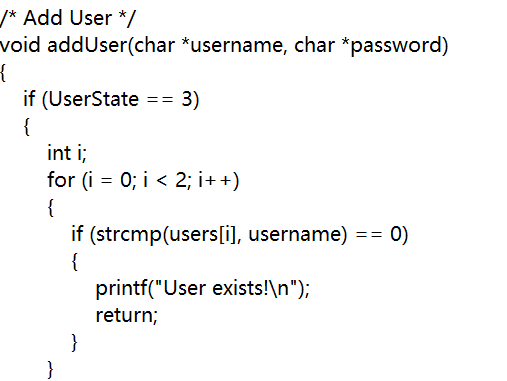 /* Add User */
void addUser(char *username, char *password)
{
if (UserState == 3)
{
int i;
for (i = 0; i < 2; i++)
{
if (strcmp(users[i], username) == 0)
{
printf("User exists!\n");
return;
}
}